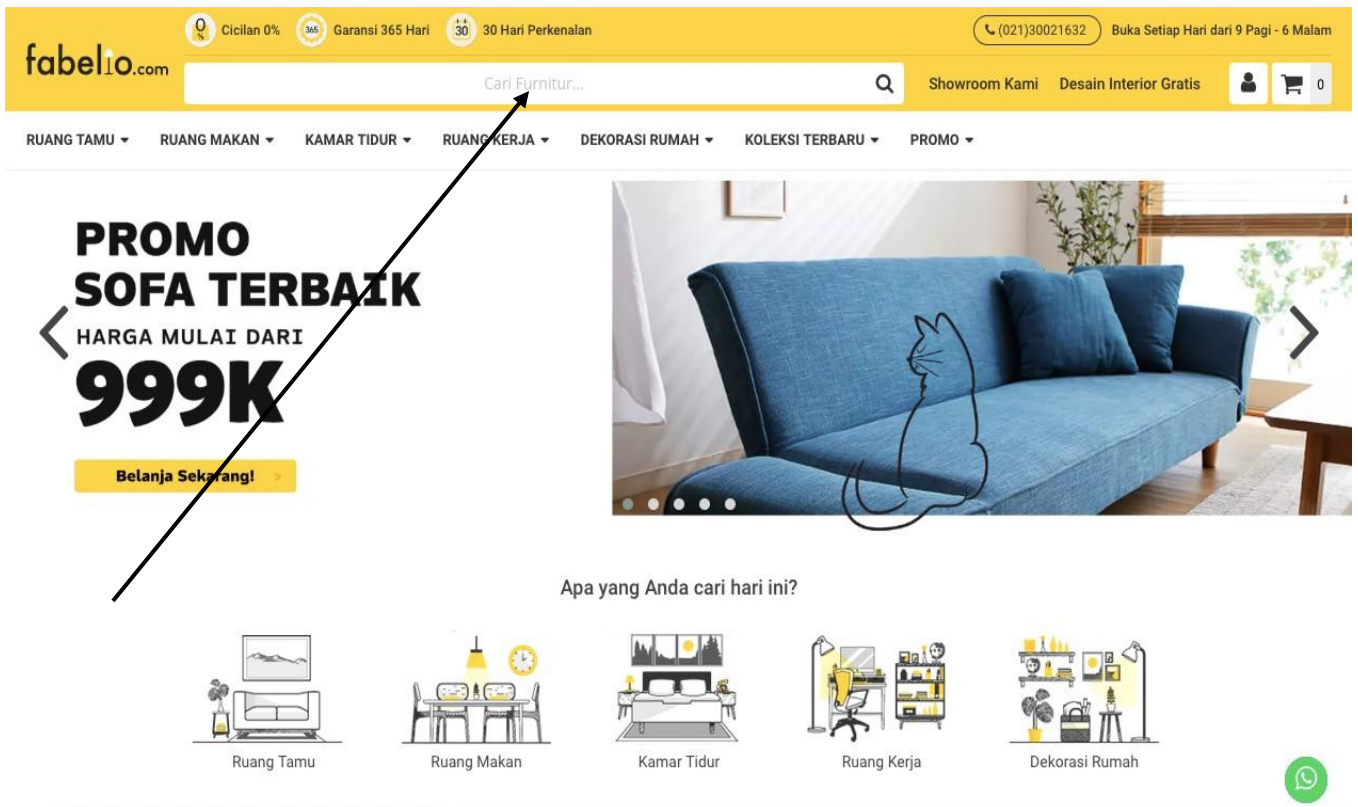 Cicilan 0% 365 Garansi 365 Hari 30 30 Hari Perkenalan (021)30021632 Buka Setiap Hari dari 9 Pagi - 6 Malam
fabelio.com
Cari Furnitur... Showroom Kami Desain Interior Gratis 0
RUANG TAMU RUANG MAKAN KAMAR TIDUR RUANG KERJA DEKORASI RUMAH KOLEKSI TERBARU PROMO
PROMO
SOFA TERBAIK
HARGA MULAI DARI
999K
Belanja Sekarang! >
Apa yang Anda cari hari ini?
Ruang Tamu Ruang Makan Kamar Tidur Ruang Kerja Dekorasi Rumah